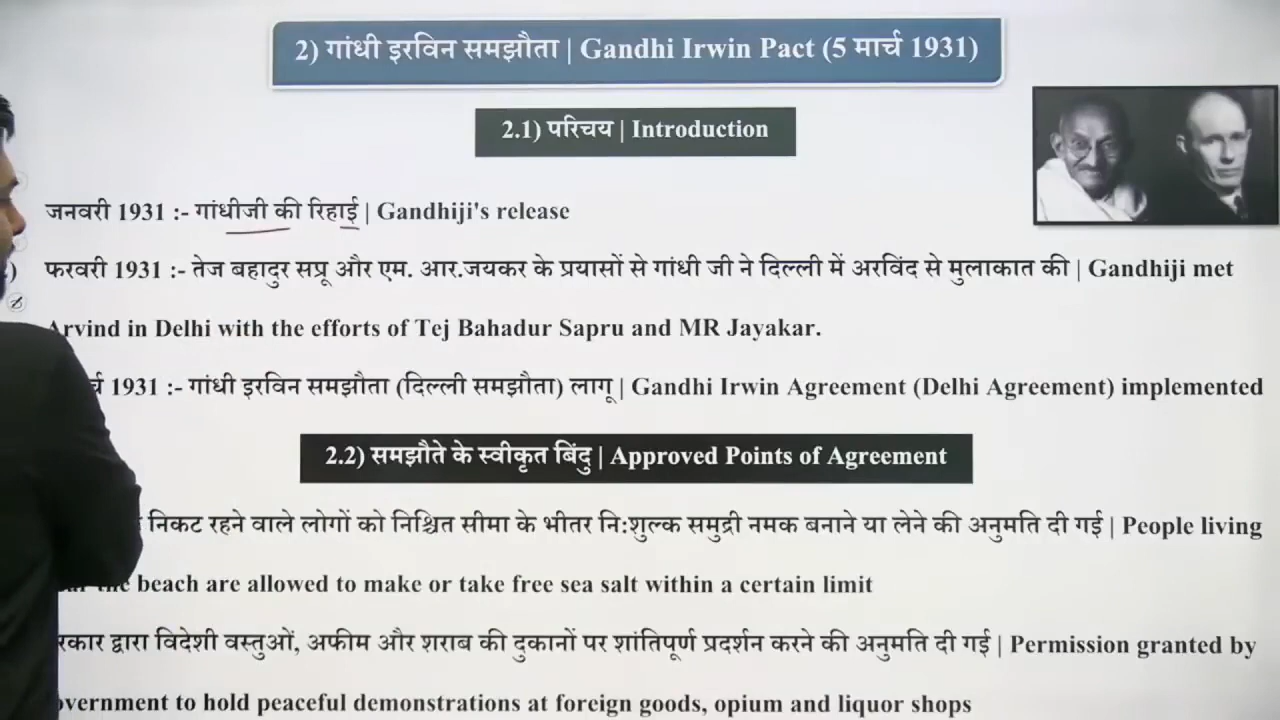 2) गांधी इरविन समझौता | Gandhi Irwin Pact (5 मार्च 1931)
2.1) परिचय | Introduction
जनवरी 1931 :- गांधीजी की रिहाई | Gandhiji's release
फरवरी 1931 :- तेज बहादुर सप्रू और एम. आर.जयकर के प्रयासों से गांधी जी ने दिल्ली में अरविंद से मुलाकात की | Gandhiji met
Arvind in Delhi with the efforts of Tej Bahadur Sapru and MR Jayakar.
1931 :- गांधी इरविन समझौता (दिल्ली समझौता) लागू | Gandhi Irwin Agreement (Delhi Agreement) implemented
2.2) समझौते के स्वीकृत बिंदु | Approved Points of Agreement
निकट रहने वाले लोगों को निश्चित सीमा के भीतर नि:शुल्क समुद्री नमक बनाने या लेने की अनुमति दी गई | People living
the beach are allowed to make or take free sea salt within a certain limit
रकार द्वारा विदेशी वस्तुओं, अफीम और शराब की दुकानों पर शांतिपूर्ण प्रदर्शन करने की अनुमति दी गई | Permission granted by
overnment to hold peaceful demonstrations at foreign goods, opium and liquor shops